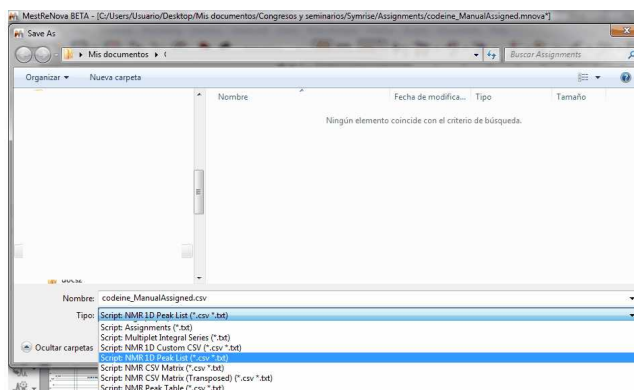 MestReNova BETA - [C:/Users/Usuario/Desktop/Mis documentos/Congresos y seminarios/Symrise/Assignments/codeine_ManualAssigned.mnova*]
Save As
Mis documentos
Buscar Assignments
Organizar
Nueva carpeta
Nombre
Fecha de modifica...
Tipo
Tamaño
Ningún elemento coincide con el criterio de búsqueda.
Nombre: codeine_ManualAssigned.csv
Tipo: Script: NMR 1D Peak List (*.csv *.txt)
Script: Assignments (*.txt)
Script: Multiplet Integral Series (*.txt)
Script: NMR 1D Custom CSV (*.csv *.txt)
Ocultar carpetas
Script: NMR 1D Peak List (*.csv *.txt)
Script: NMR CSV Matrix (*.csv *.txt)
Script: NMR CSV Matrix (Transposed) (*.csv *.txt)
Script: NMR Peak Table (*.csv *.txt)